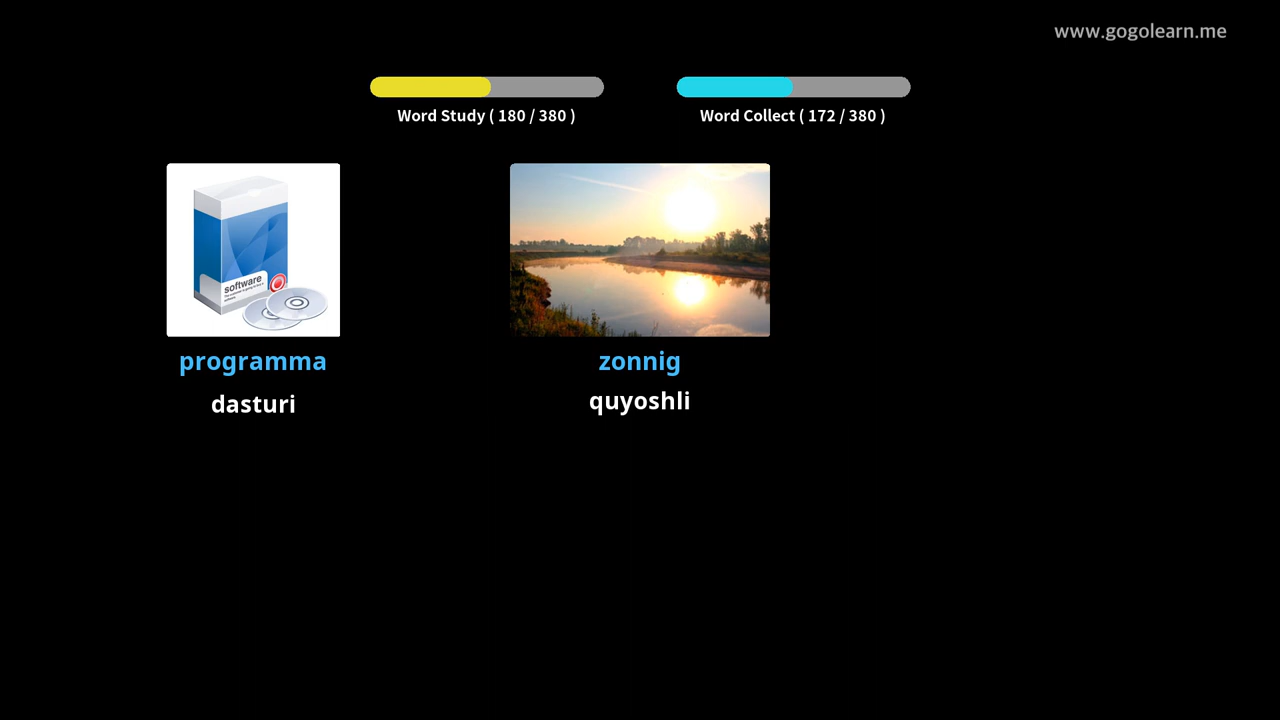 www.gogolearn.me
Word Study ( 180 / 380 )
Word Collect ( 172 / 380 )
software
programma
dasturi
zonnig
quyoshli